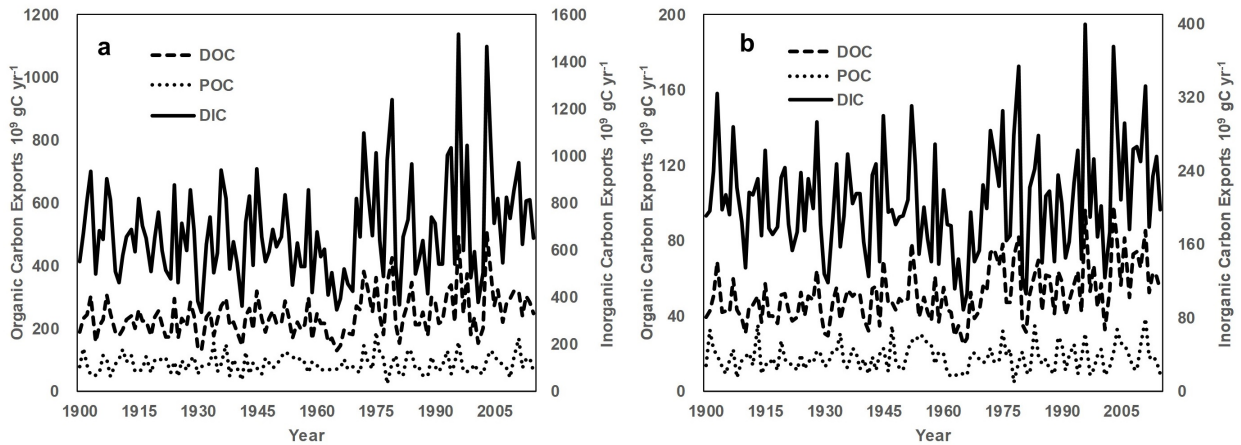 a
DOC
POC
DIC
Organic Carbon Exports 10⁹ gC yr⁻¹
1200
1000
800
600
400
200
0
Inorganic Carbon Exports 10⁹ gC yr⁻¹
1600
1400
1200
1000
800
600
400
200
0
1900 1915 1930 1945 1960 1975 1990 2005
Year
b
DOC
POC
DIC
Organic Carbon Exports 10⁹ gC yr⁻¹
200
160
120
80
40
0
Inorganic Carbon Exports 10⁹ gC yr⁻¹
400
320
240
160
80
0
1900 1915 1930 1945 1960 1975 1990 2005
Year